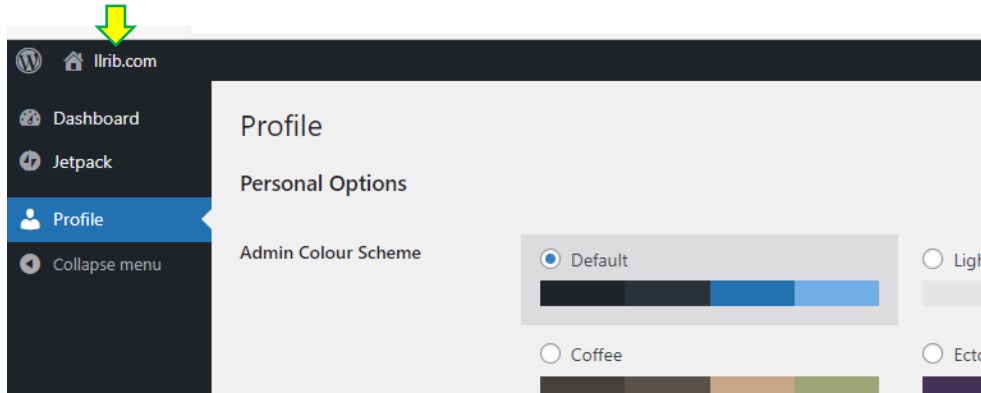 llrib.com
Dashboard
Jetpack
Profile
Collapse menu
Profile
Personal Options
Admin Colour Scheme
Default
Coffee